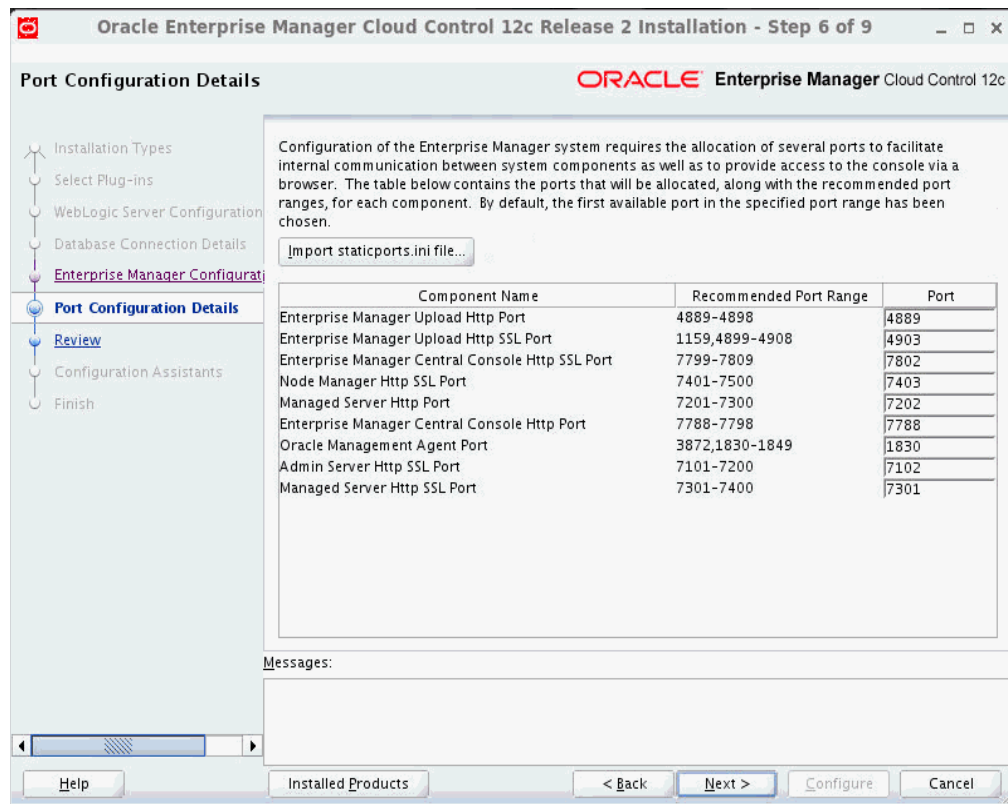 Oracle Enterprise Manager Cloud Control 12c Release 2 Installation - Step 6 of 9
Port Configuration Details
ORACLE Enterprise Manager Cloud Control 12c
Installation Types
Select Plug-ins
WebLogic Server Configuration
Database Connection Details
Enterprise Manager Configurati
Port Configuration Details
Review
Configuration Assistants
Finish
Configuration of the Enterprise Manager system requires the allocation of several ports to facilitate
internal communication between system components as well as to provide access to the console via a
browser. The table below contains the ports that will be allocated, along with the recommended port
ranges, for each component. By default, the first available port in the specified port range has been
chosen.
Import staticports.ini file...
Component Name Recommended Port Range Port
Enterprise Manager Upload Http Port 4889-4898 4889
Enterprise Manager Upload Http SSL Port 1159,4899-4908 4903
Enterprise Manager Central Console Http SSL Port 7799-7809 7802
Node Manager Http SSL Port 7401-7500 7403
Managed Server Http Port 7201-7300 7202
Enterprise Manager Central Console Http Port 7788-7798 7788
Oracle Management Agent Port 3872,1830-1849 1830
Admin Server Http SSL Port 7101-7200 7102
Managed Server Http SSL Port 7301-7400 7301
Messages:
Help Installed Products < Back Next > Configure Cancel